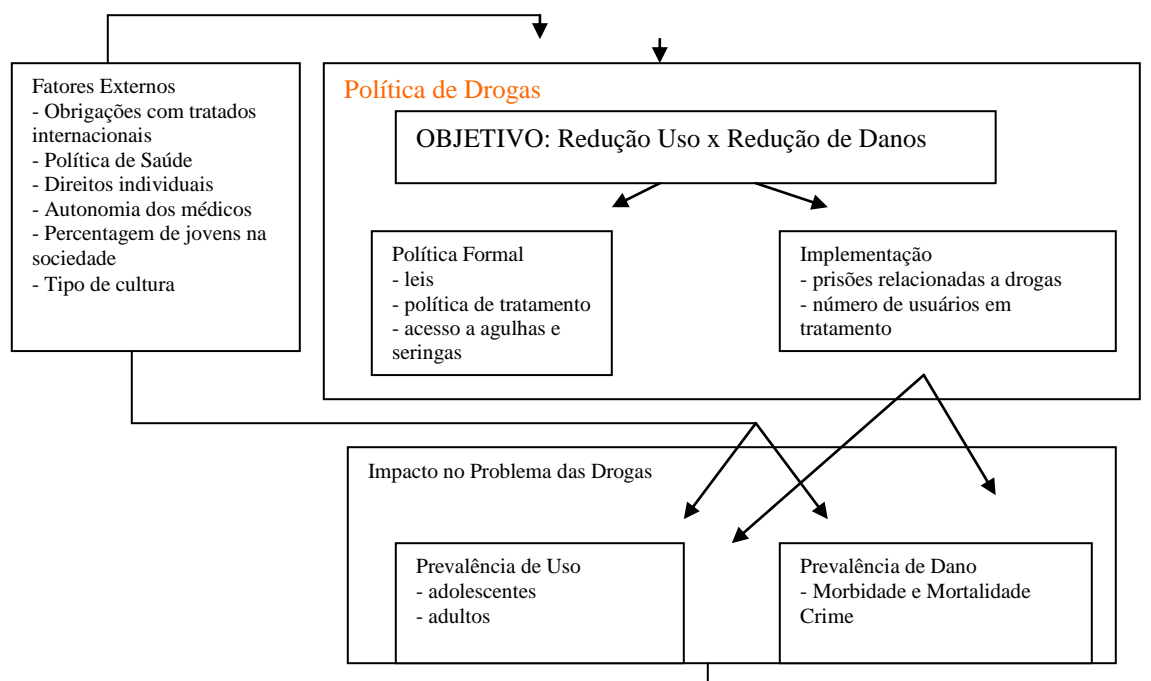 Fatores Externos
- Obrigações com tratados
internacionais
- Política de Saúde
- Direitos individuais
- Autonomia dos médicos
- Percentagem de jovens na
sociedade
- Tipo de cultura
Política de Drogas
OBJETIVO: Redução Uso x Redução de Danos
Política Formal
- leis
- política de tratamento
- acesso a agulhas e
seringas
Implementação
- prisões relacionadas a drogas
- número de usuários em
tratamento
Impacto no Problema das Drogas
Prevalência de Uso
- adolescentes
- adultos
Prevalência de Dano
- Morbidade e Mortalidade
Crime